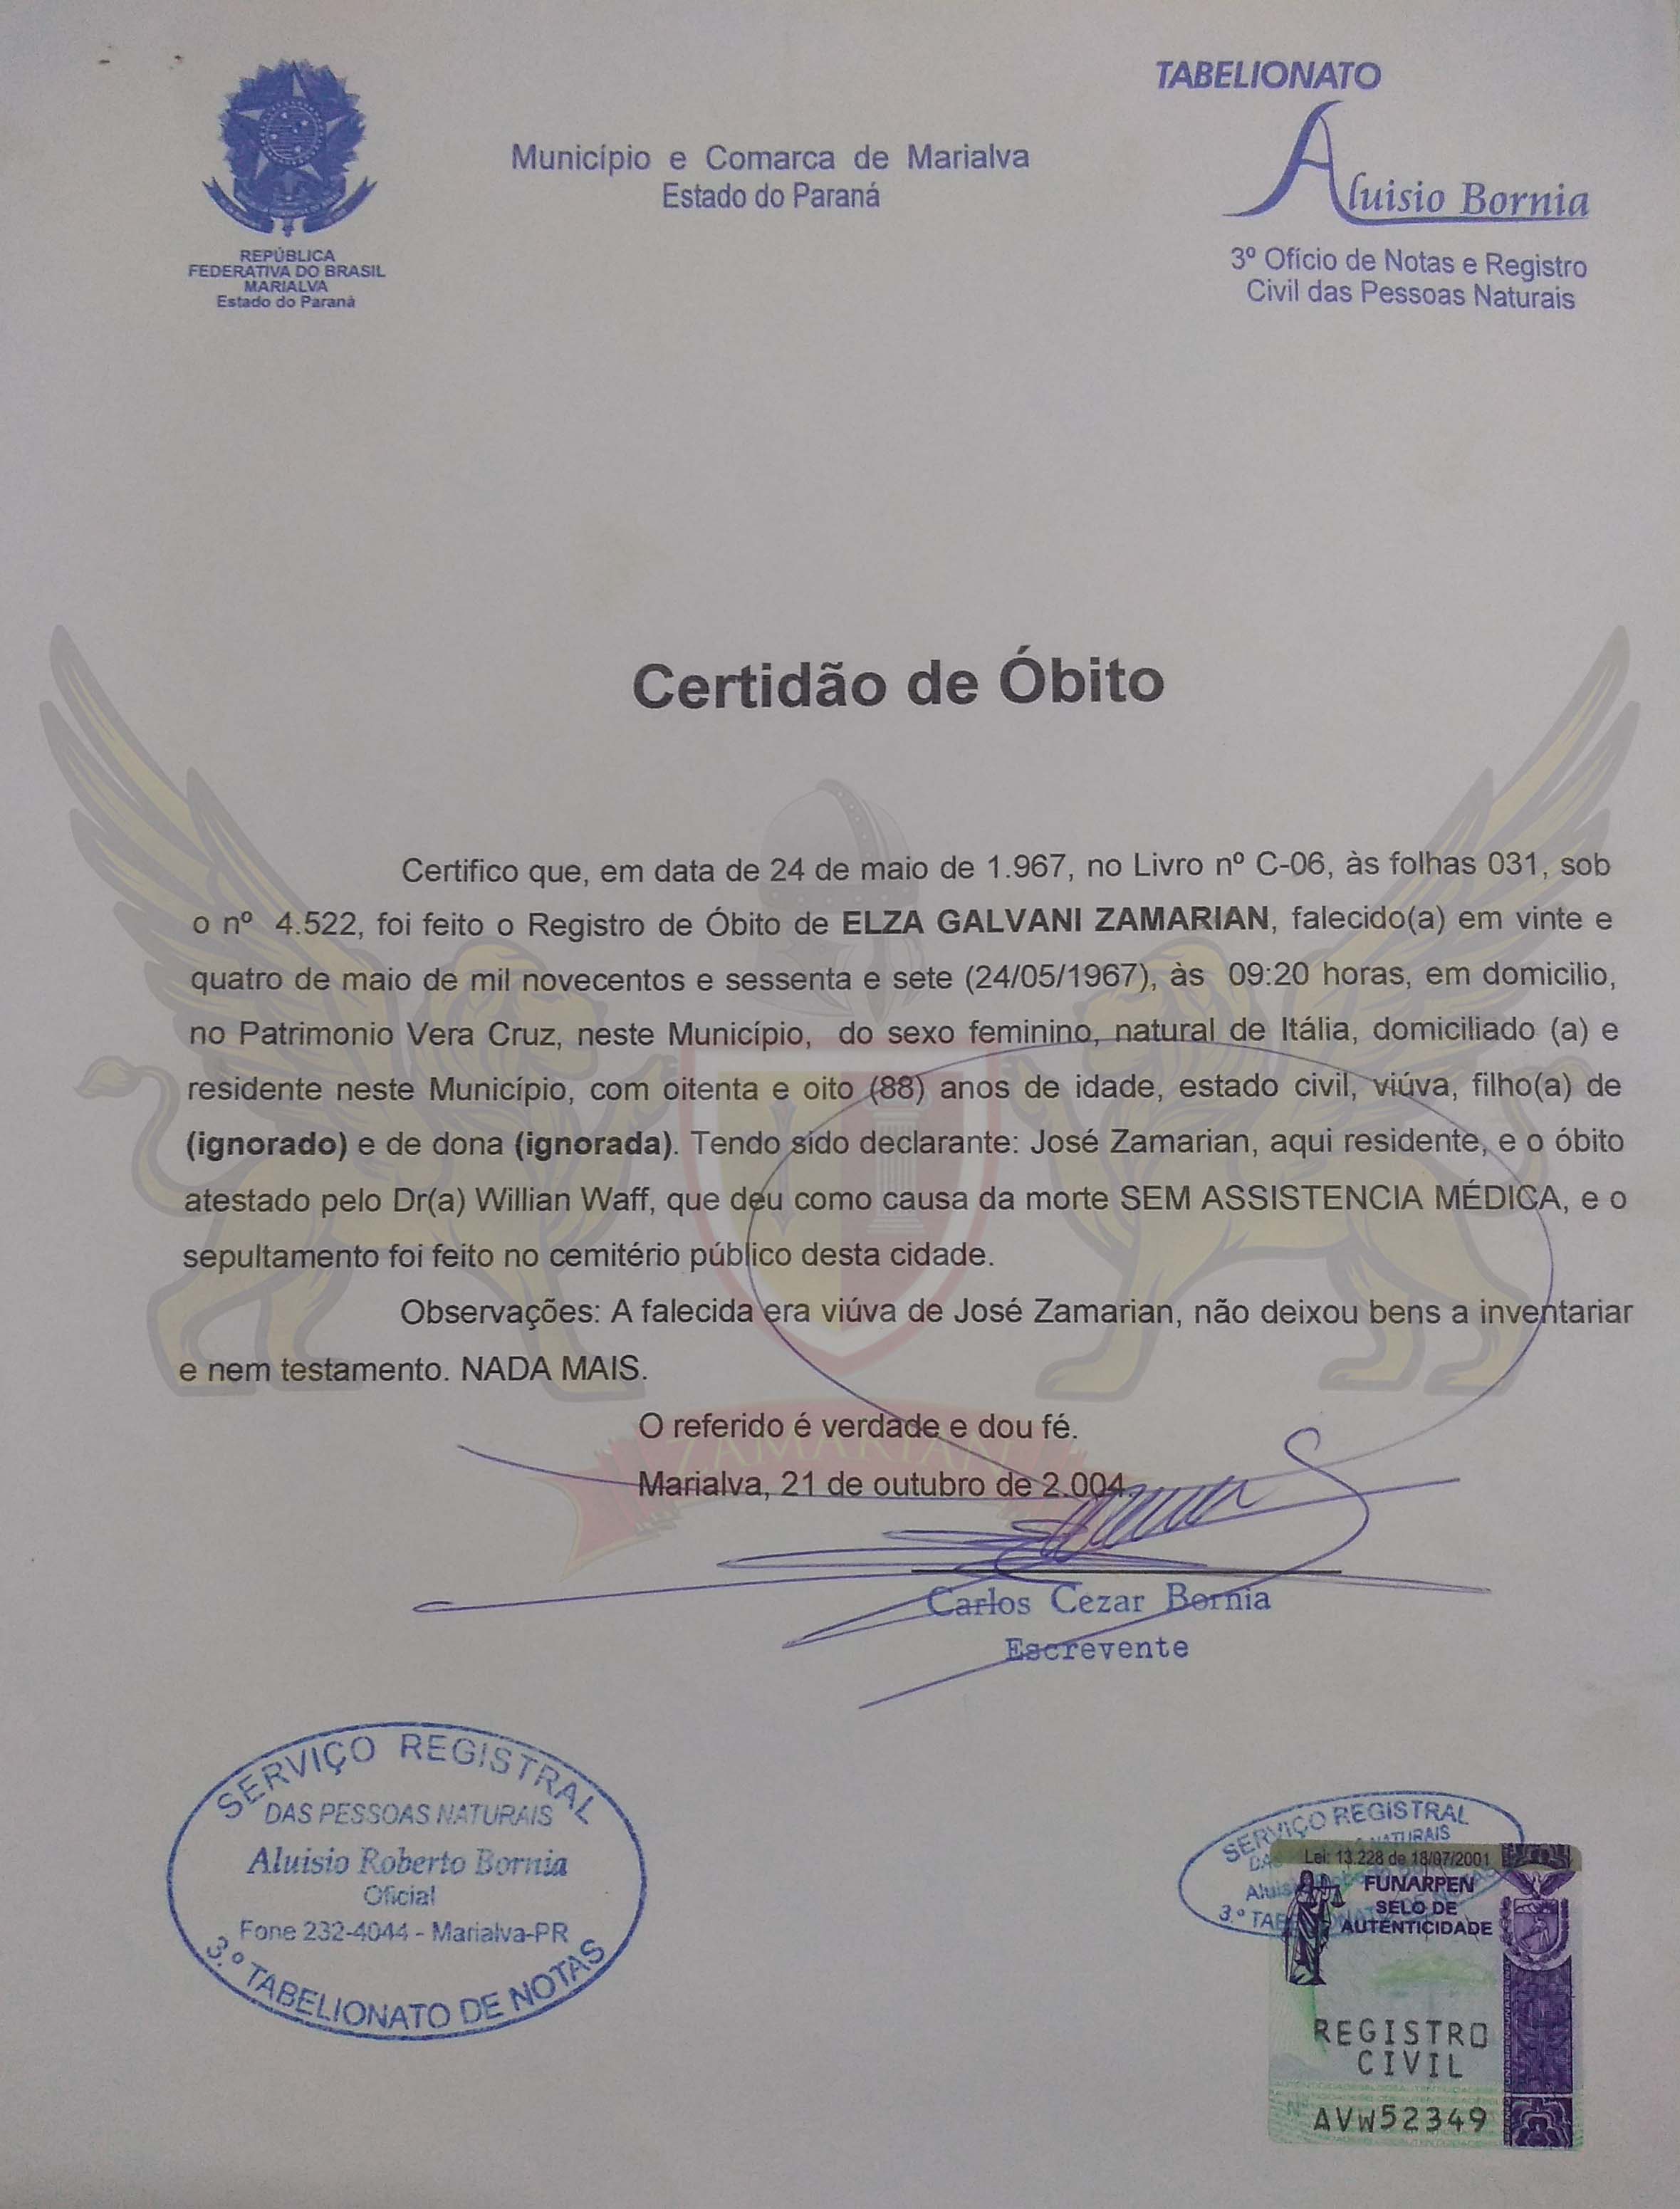 REPÚBLICA
FEDERATIVA DO BRASIL
MARIALVA
Estado do Paraná
Município e Comarca de Marialva
Estado do Paraná
TABELIONATO
Aluisio Bornia
3º Ofício de Notas e Registro
Civil das Pessoas Naturais
Certidão de Óbito
Certifico que, em data de 24 de maio de 1.967, no Livro nº C-06, às folhas 031, sob
o nº 4.522, foi feito o Registro de Óbito de ELZA GALVANI ZAMARIAN, falecido(a) em vinte e
quatro de maio de mil novecentos e sessenta e sete (24/05/1967), às 09:20 horas, em domicilio,
no Patrimonio Vera Cruz, neste Município, do sexo feminino, natural de Itália, domiciliado (a) e
residente neste Município, com oitenta e oito (88) anos de idade, estado civil, viúva, filho(a) de
(ignorado) e de dona (ignorada). Tendo sido declarante: José Zamarian, aqui residente, e o óbito
atestado pelo Dr(a) Willian Waff, que deu como causa da morte SEM ASSISTENCIA MÉDICA, e o
sepultamento foi feito no cemitério público desta cidade.
Observações: A falecida era viúva de José Zamarian, não deixou bens a inventariar
e nem testamento. NADA MAIS.
O referido é verdade e dou fé.
ZAMARIAN
Marialva, 21 de outubro de 2.004.
Carlos Cezar Bornia
Escrevente
SERVIÇO REGISTRAL
DAS PESSOAS NATURAIS
Aluisio Roberto Bornia
Oficial
Fone 232-4044 - Marialva-PR
3.º TABELIONATO DE NOTAS
SERVIÇO REGISTRAL
NATURAIS
Lei: 13.228 de 18/07/2001
FUNARPEN
SELO DE
AUTENTICIDADE
REGISTRO
CIVIL
Nº AVW52349